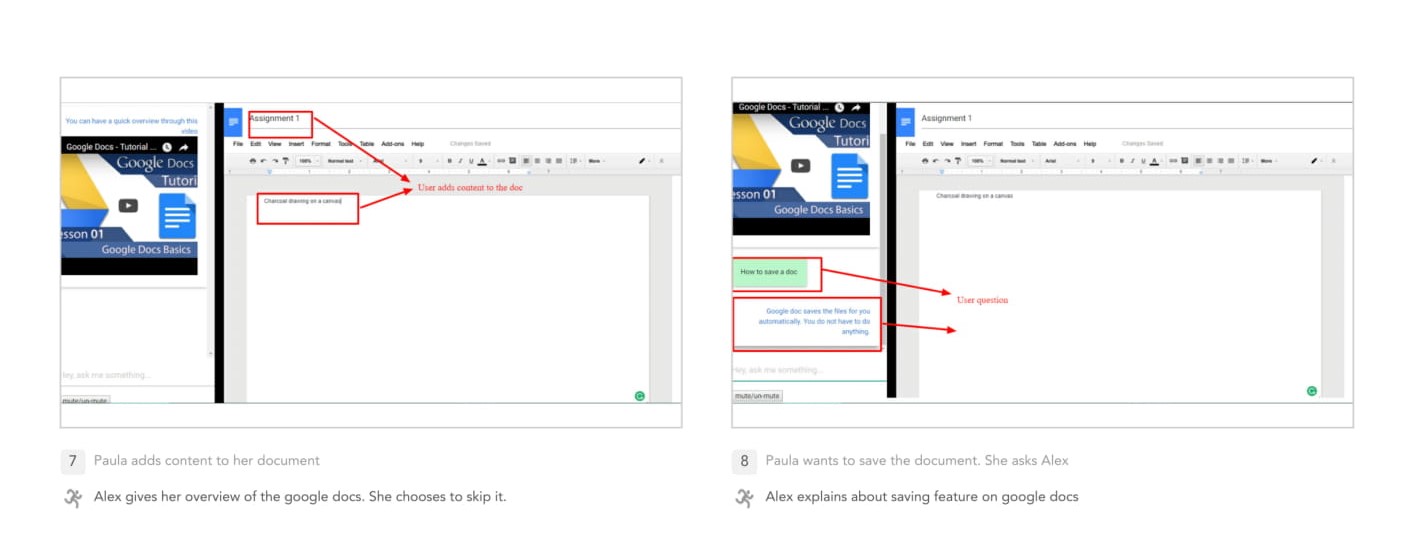 You can have a quick overview through this
video
Google Docs - Tutorial ...
Google Docs
Tutori
esson 01
Google Docs Basics
hey, ask me something...
mute/un-mute
Assignment 1
File Edit View Insert Format Tools Table Add-ons Help Changes Saved
100% Normal text Arial B I U A More
User adds content to the doc
Charcoal drawing on a canvas
7 Paula adds content to her document
Alex gives her overview of the google docs. She chooses to skip it.
Google Docs - Tutorial ...
Google Docs
Tutori
esson 01
Google Docs Basics
How to save a doc
Google doc saves the files for you
automatically. You do not have to do
anything.
Hey, ask me something...
mute/un-mute
Assignment 1
File Edit View Insert Format Tools Table Add-ons Help Changes Saved
100% Normal text Arial B I U A More
Charcoal drawing on a canvas
User question
8 Paula wants to save the document. She asks Alex
Alex explains about saving feature on google docs